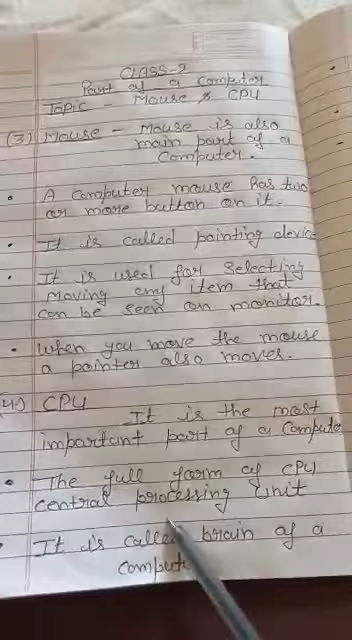 CLASS-9
Part of a Computer
Topic - Mouse & CPU
(3) Mouse - Mouse is also
main part of a
Computer.
• A Computer mouse has two
or more button on it.
• It is called pointing device
• It is used for selecting
moving any item that
can be seen on monitor.
• When you move the mouse
a pointer also moves.
(4) CPU
It is the most
important part of a Computer
• The full form of CPU
central processing Unit
• It is called brain of a
compute